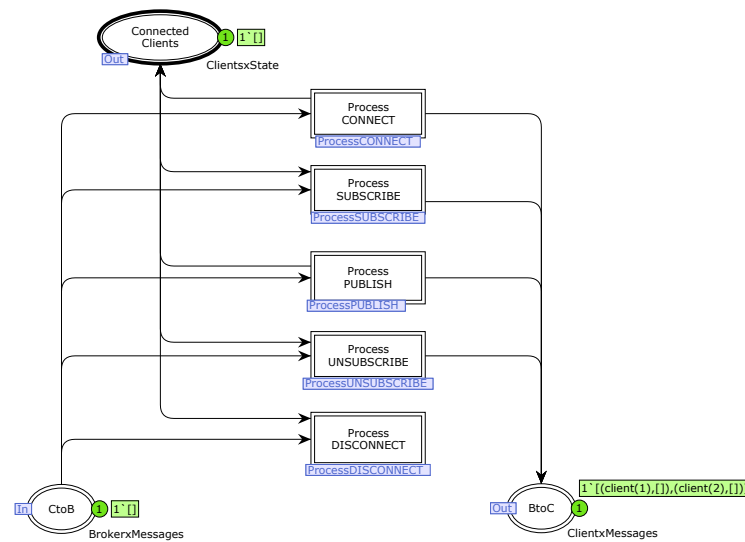 Connected
Clients
1
1`[]
Out
ClientsxState
Process
CONNECT
ProcessCONNECT
Process
SUBSCRIBE
ProcessSUBSCRIBE
Process
PUBLISH
ProcessPUBLISH
Process
UNSUBSCRIBE
ProcessUNSUBSCRIBE
Process
DISCONNECT
ProcessDISCONNECT
In
CtoB
1
1`[]
BrokerxMessages
1`[(client(1),[]),(client(2),[])
Out
BtoC
1
ClientxMessages